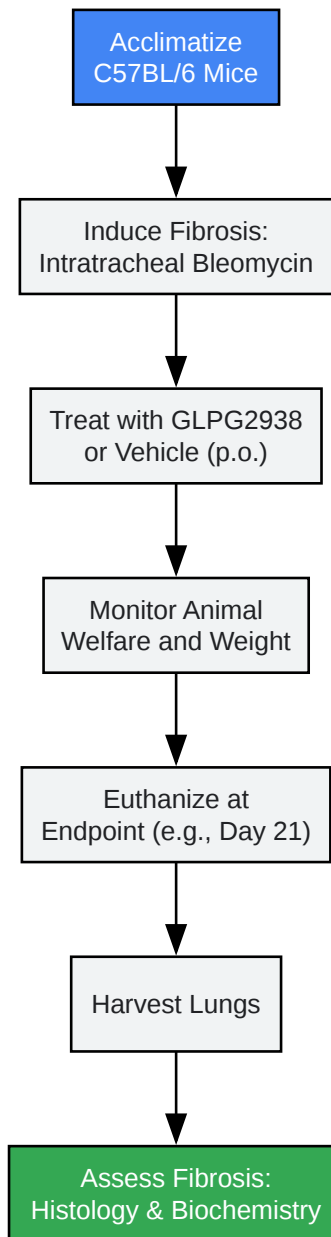 Acclimatize
C57BL/6 Mice
Induce Fibrosis:
Intratracheal Bleomycin
Treat with GLPG2938
or Vehicle (p.o.)
Monitor Animal
Welfare and Weight
Euthanize at
Endpoint (e.g., Day 21)
Harvest Lungs
Assess Fibrosis:
Histology & Biochemistry